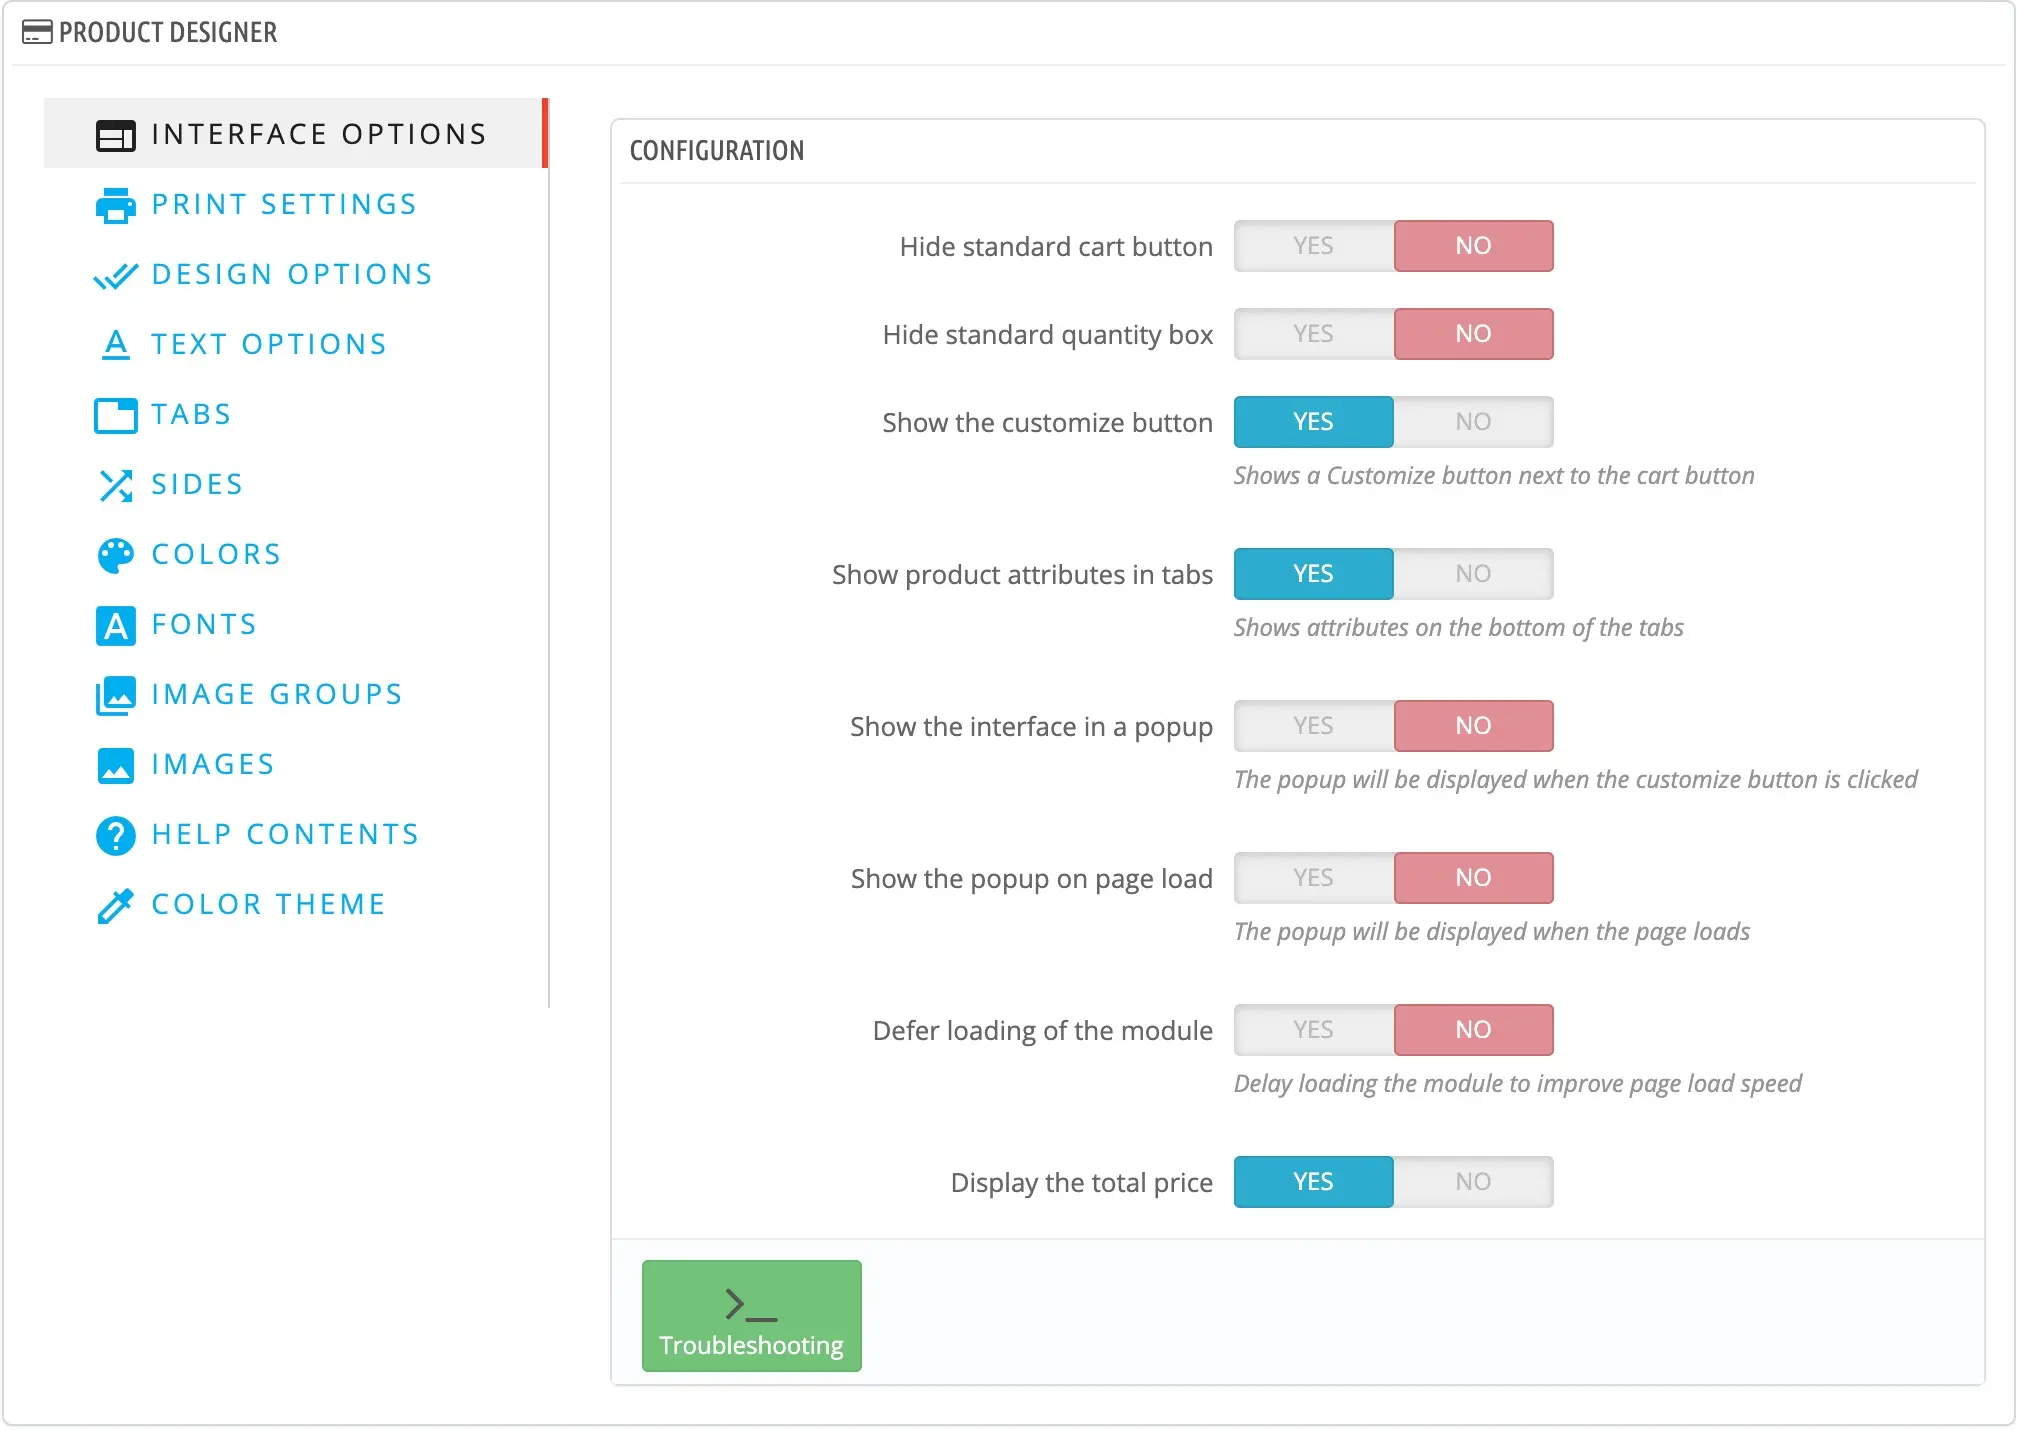 PRODUCT DESIGNER
INTERFACE OPTIONS
PRINT SETTINGS
DESIGN OPTIONS
TEXT OPTIONS
TABS
SIDES
COLORS
FONTS
IMAGE GROUPS
IMAGES
HELP CONTENTS
COLOR THEME
CONFIGURATION
Hide standard cart button YES NO
Hide standard quantity box YES NO
Show the customize button YES NO
Shows a Customize button next to the cart button
Show product attributes in tabs YES NO
Shows attributes on the bottom of the tabs
Show the interface in a popup YES NO
The popup will be displayed when the customize button is clicked
Show the popup on page load YES NO
The popup will be displayed when the page loads
Defer loading of the module YES NO
Delay loading the module to improve page load speed
Display the total price YES NO
Troubleshooting